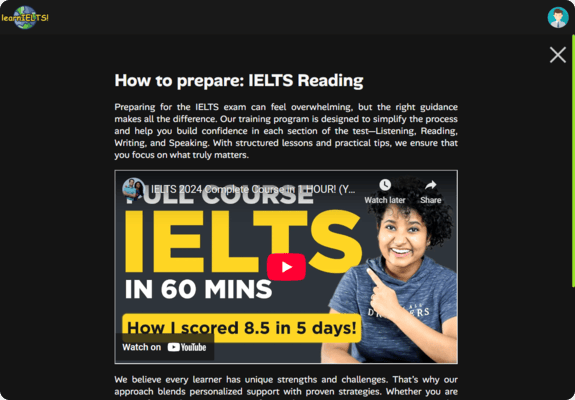 learnIELTS!
How to prepare: IELTS Reading
Preparing for the IELTS exam can feel overwhelming, but the right guidance
makes all the difference. Our training program is designed to simplify the process
and help you build confidence in each section of the test—Listening, Reading,
Writing, and Speaking. With structured lessons and practical tips, we ensure that
you focus on what truly matters.
IELTS 2024 Complete Course in 1 HOUR! (Y...
Watch later
Share
FULL COURSE
IELTS
IN 60 MINS
How I scored 8.5 in 5 days!
Watch on YouTube
We believe every learner has unique strengths and challenges. That's why our
approach blends personalized support with proven strategies. Whether you are